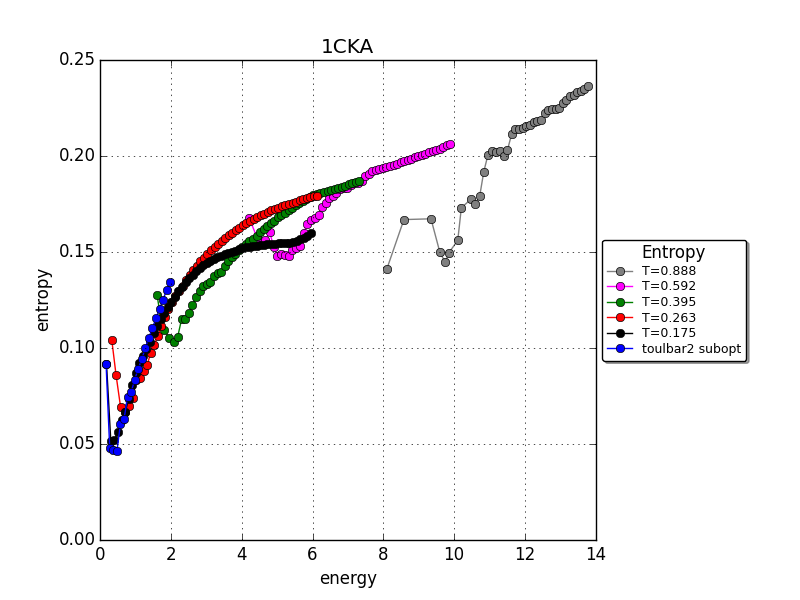 1CKA
0.25
0.20
0.15
0.10
0.05
0.00
entropy
0 2 4 6 8 10 12 14
energy
Entropy
T=0.888
T=0.592
T=0.395
T=0.263
T=0.175
toulbar2 subopt